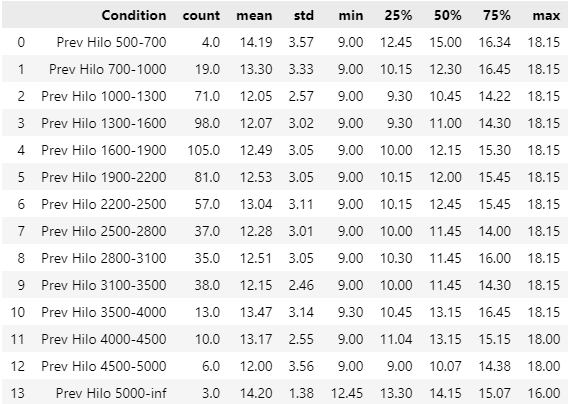 Condition count mean std min 25% 50% 75% max
0 Prev Hilo 500-700 4.0 14.19 3.57 9.00 12.45 15.00 16.34 18.15
1 Prev Hilo 700-1000 19.0 13.30 3.33 9.00 10.15 12.30 16.45 18.15
2 Prev Hilo 1000-1300 71.0 12.05 2.57 9.00 9.30 10.45 14.22 18.15
3 Prev Hilo 1300-1600 98.0 12.07 3.02 9.00 9.30 11.00 14.30 18.15
4 Prev Hilo 1600-1900 105.0 12.49 3.05 9.00 10.00 12.15 15.30 18.15
5 Prev Hilo 1900-2200 81.0 12.53 3.05 9.00 10.15 12.00 15.45 18.15
6 Prev Hilo 2200-2500 57.0 13.04 3.11 9.00 10.15 12.45 15.45 18.15
7 Prev Hilo 2500-2800 37.0 12.28 3.01 9.00 10.00 11.45 14.00 18.15
8 Prev Hilo 2800-3100 35.0 12.51 3.05 9.00 10.30 11.45 16.00 18.15
9 Prev Hilo 3100-3500 38.0 12.15 2.46 9.00 10.00 11.45 14.30 18.15
10 Prev Hilo 3500-4000 13.0 13.47 3.14 9.30 10.45 13.15 16.45 18.15
11 Prev Hilo 4000-4500 10.0 13.17 2.55 9.00 11.04 13.15 15.15 18.00
12 Prev Hilo 4500-5000 6.0 12.00 3.56 9.00 9.00 10.07 14.38 18.00
13 Prev Hilo 5000-inf 3.0 14.20 1.38 12.45 13.30 14.15 15.07 16.00